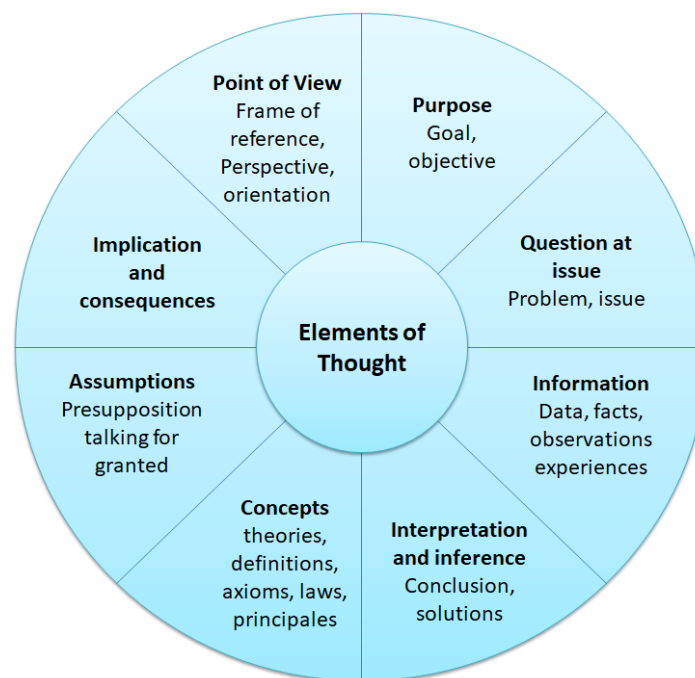 Point of View
Frame of
reference,
Perspective,
orientation
Purpose
Goal,
objective
Question at
issue
Problem, issue
Information
Data, facts,
observations
experiences
Interpretation
and inference
Conclusion,
solutions
Concepts
theories,
definitions,
axioms, laws,
principales
Assumptions
Presupposition
talking for
granted
Implication
and
consequences
Elements of
Thought